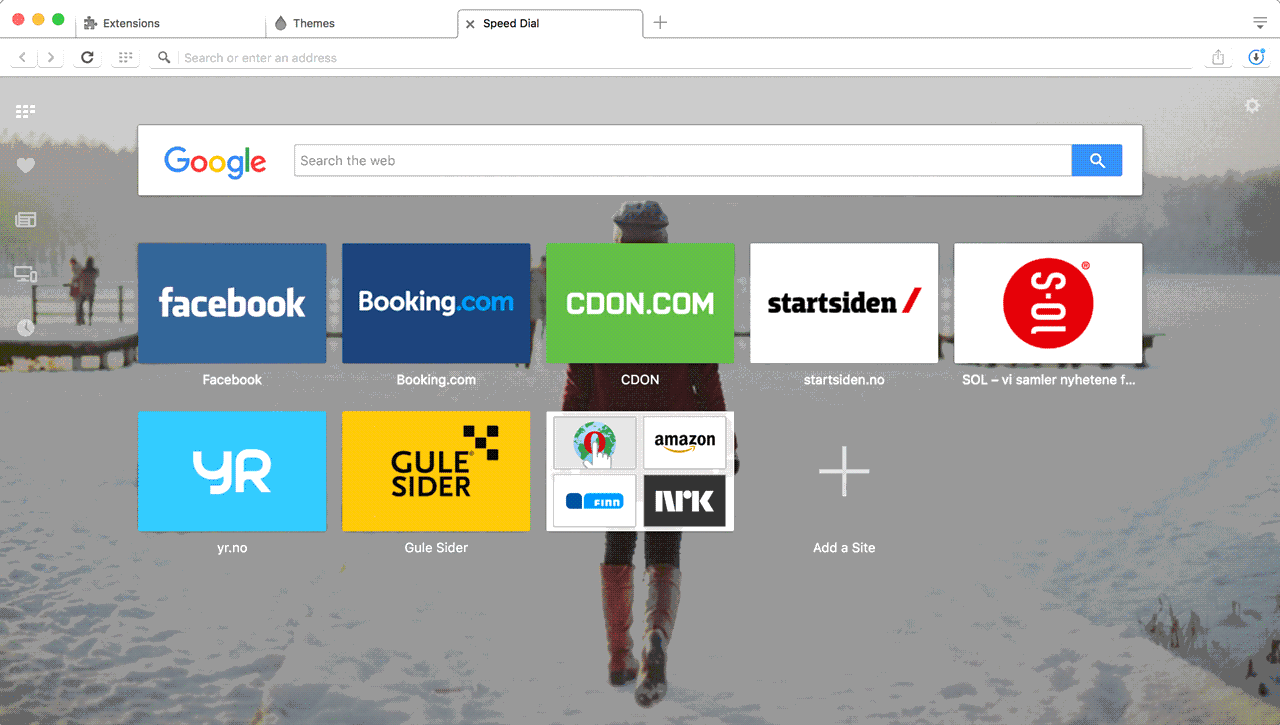 Extensions
Themes
Speed Dial
Search or enter an address
Google
Search the web
facebook
Booking.com
CDON.COM
startsiden
SOL
®
Facebook
Booking.com
CDON
startsiden.no
SOL – vi samler nyhetene f...
YR
GULE
SIDER®
amazon
FINN
NRK
yr.no
Gule Sider
Add a Site